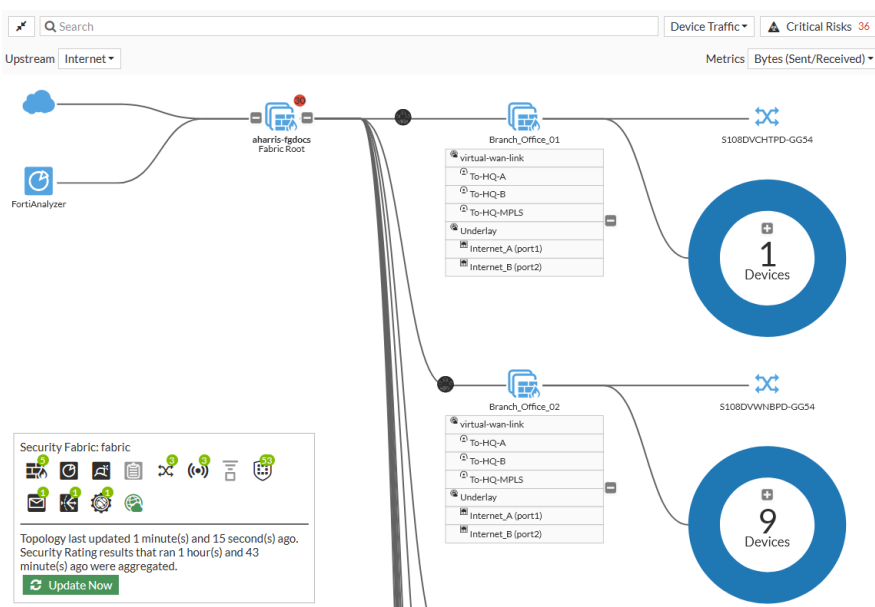 Search
Device Traffic
Critical Risks 36
Upstream Internet
Metrics Bytes (Sent/Received)
30
aharris-fgdocs
Fabric Root
FortiAnalyzer
Branch_Office_01
virtual-wan-link
To-HQ-A
To-HQ-B
To-HQ-MPLS
Underlay
Internet_A (port1)
Internet_B (port2)
S108DVCHTPD-GG54
1
Devices
Branch_Office_02
virtual-wan-link
To-HQ-A
To-HQ-B
To-HQ-MPLS
Underlay
Internet_A (port1)
Internet_B (port2)
S108DVWNBPD-GG54
9
Devices
Security Fabric: fabric
5 3 3 53
1 1 1
Topology last updated 1 minute(s) and 15 second(s) ago.
Security Rating results that ran 1 hour(s) and 43
minute(s) ago were aggregated.
Update Now